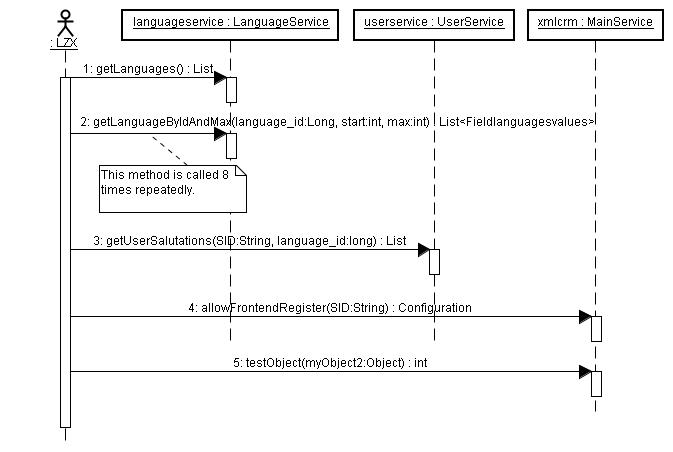 languageservice : LanguageService
userservice : UserService
xmlcrm : MainService
: LZX
1: getLanguages() : List
2: getLanguageByIdAndMax(language_id:Long, start:int, max:int) : List<Fieldlanguagesvalues>
This method is called 8
times repeatedly.
3: getUserSalutations(SID:String, language_id:long) : List
4: allowFrontendRegister(SID:String) : Configuration
5: testObject(myObject2:Object) : int